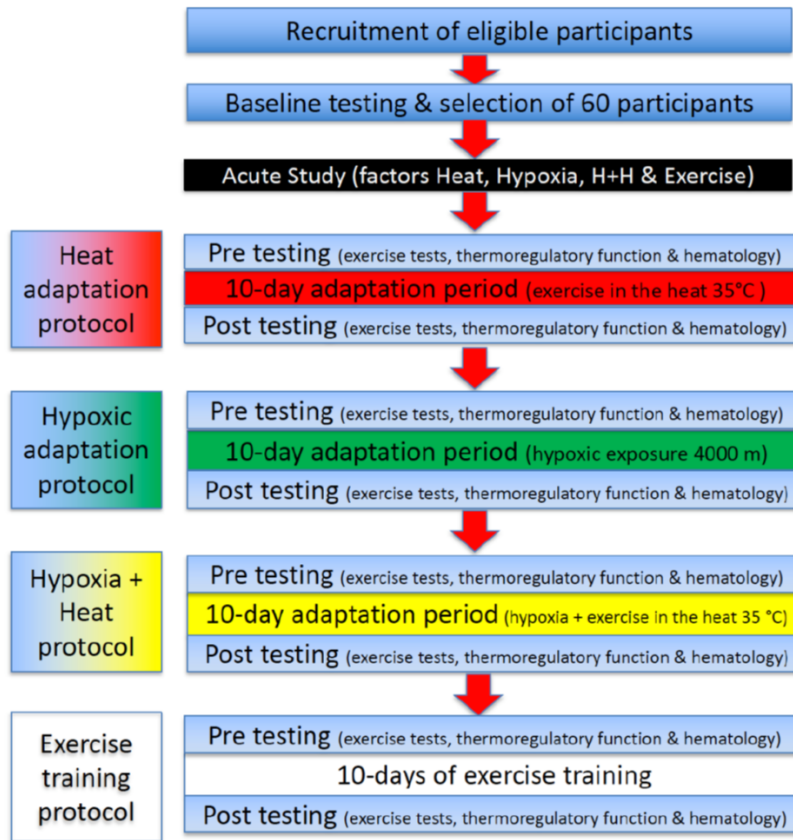 Recruitment of eligible participants
Baseline testing & selection of 60 participants
Acute Study (factors Heat, Hypoxia, H+H & Exercise)
Heat
adaptation
protocol
Pre testing (exercise tests, thermoregulatory function & hematology)
10-day adaptation period (exercise in the heat 35°C )
Post testing (exercise tests, thermoregulatory function & hematology)
Hypoxic
adaptation
protocol
Pre testing (exercise tests, thermoregulatory function & hematology)
10-day adaptation period (hypoxic exposure 4000 m)
Post testing (exercise tests, thermoregulatory function & hematology)
Hypoxia +
Heat
protocol
Pre testing (exercise tests, thermoregulatory function & hematology)
10-day adaptation period (hypoxia + exercise in the heat 35 °C)
Post testing (exercise tests, thermoregulatory function & hematology)
Exercise
training
protocol
Pre testing (exercise tests, thermoregulatory function & hematology)
10-days of exercise training
Post testing (exercise tests, thermoregulatory function & hematology)